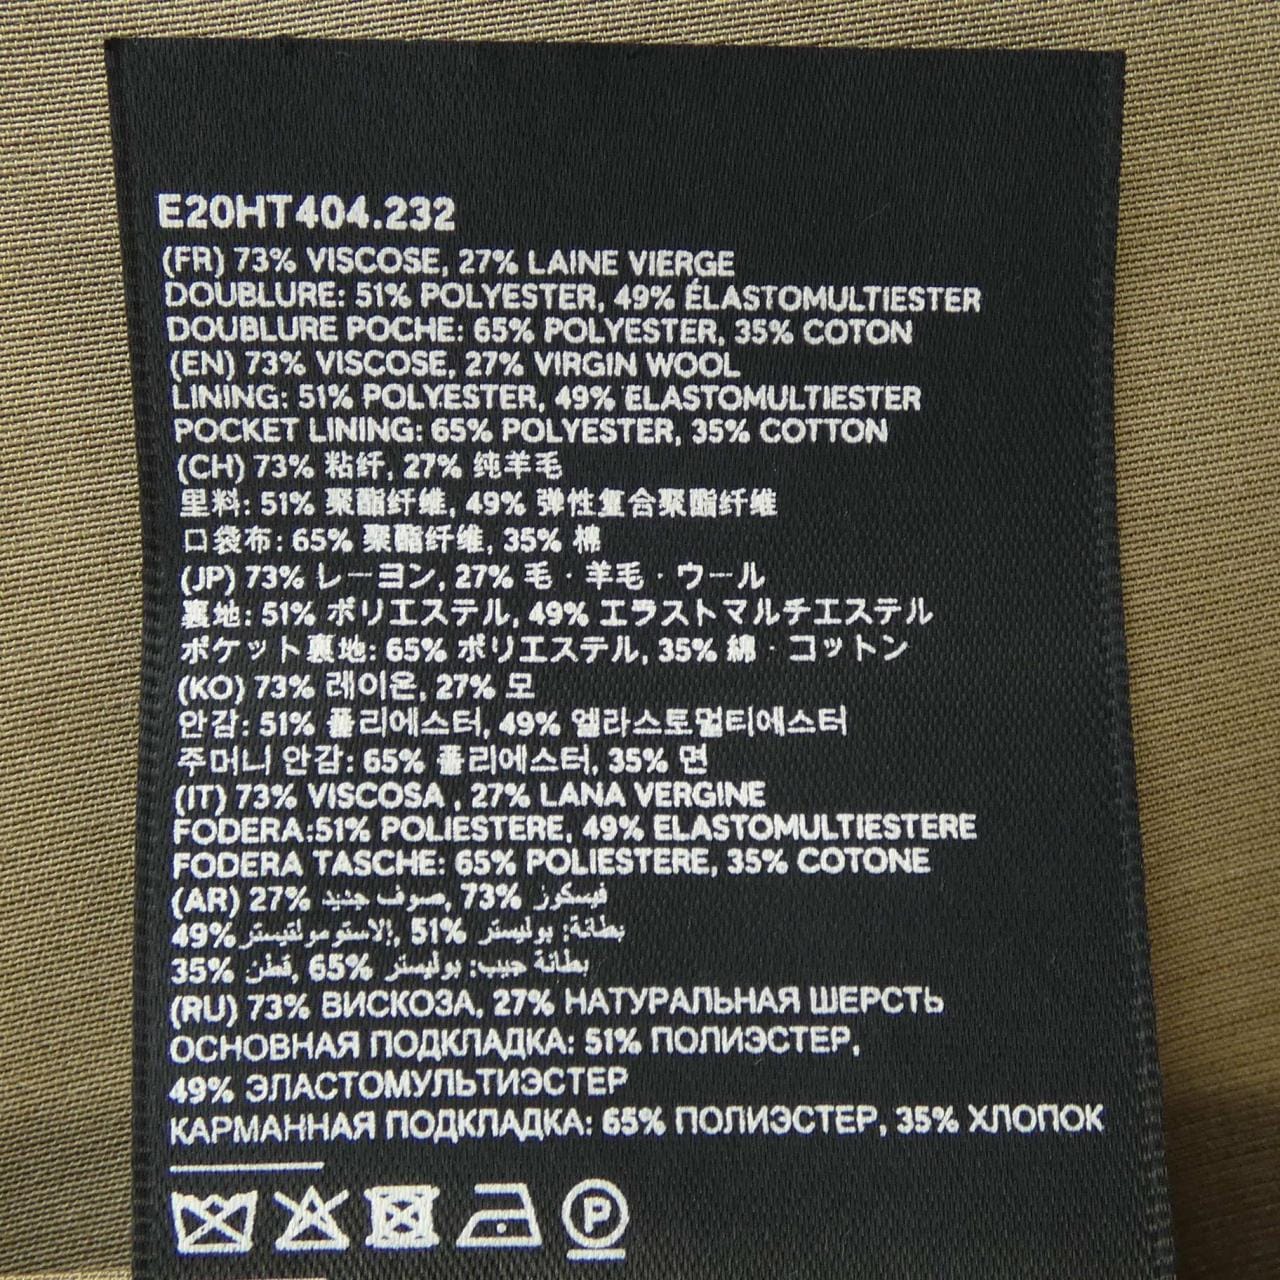 E20HT404.232
(FR) 73% VISCOSE, 27% LAINE VIERGE
DOUBLURE: 51% POLYESTER, 49% ÉLASTOMULTIESTER
DOUBLURE POCHE: 65% POLYESTER, 35% COTON
(EN) 73% VISCOSE, 27% VIRGIN WOOL
LINING: 51% POLYESTER, 49% ELASTOMULTIESTER
POCKET LINING: 65% POLYESTER, 35% COTTON
(CH) 73% 粘纤, 27% 纯羊毛
里料: 51% 聚酯纤维, 49% 弹性复合聚酯纤维
口袋布: 65% 聚酯纤维, 35% 棉
(JP) 73% レーヨン, 27% 毛・羊毛・ウール
裏地: 51% ポリエステル, 49% エラストマルチエステル
ポケット裏地: 65% ポリエステル, 35% 綿・コットン
(KO) 73% 레이온, 27% 모
안감: 51% 폴리에스터, 49% 엘라스토멀티에스터
주머니 안감: 65% 폴리에스터, 35% 면
(IT) 73% VISCOSA , 27% LANA VERGINE
FODERA:51% POLIESTERE, 49% ELASTOMULTIESTERE
FODERA TASCHE: 65% POLIESTERE, 35% COTONE
(AR) 27% فيسكوز 73%, صوف جديد
بطانة: بوليستر 51% ,إلاستومولتيستر 49%
بطانة جيب: بوليستر 65% ,قطن 35%
(RU) 73% ВИСКОЗА, 27% НАТУРАЛЬНАЯ ШЕРСТЬ
ОСНОВНАЯ ПОДКЛАДКА: 51% ПОЛИЭСТЕР,
49% ЭЛАСТОМУЛЬТИЭСТЕР
КАРМАННАЯ ПОДКЛАДКА: 65% ПОЛИЭСТЕР, 35% ХЛОПОК
P